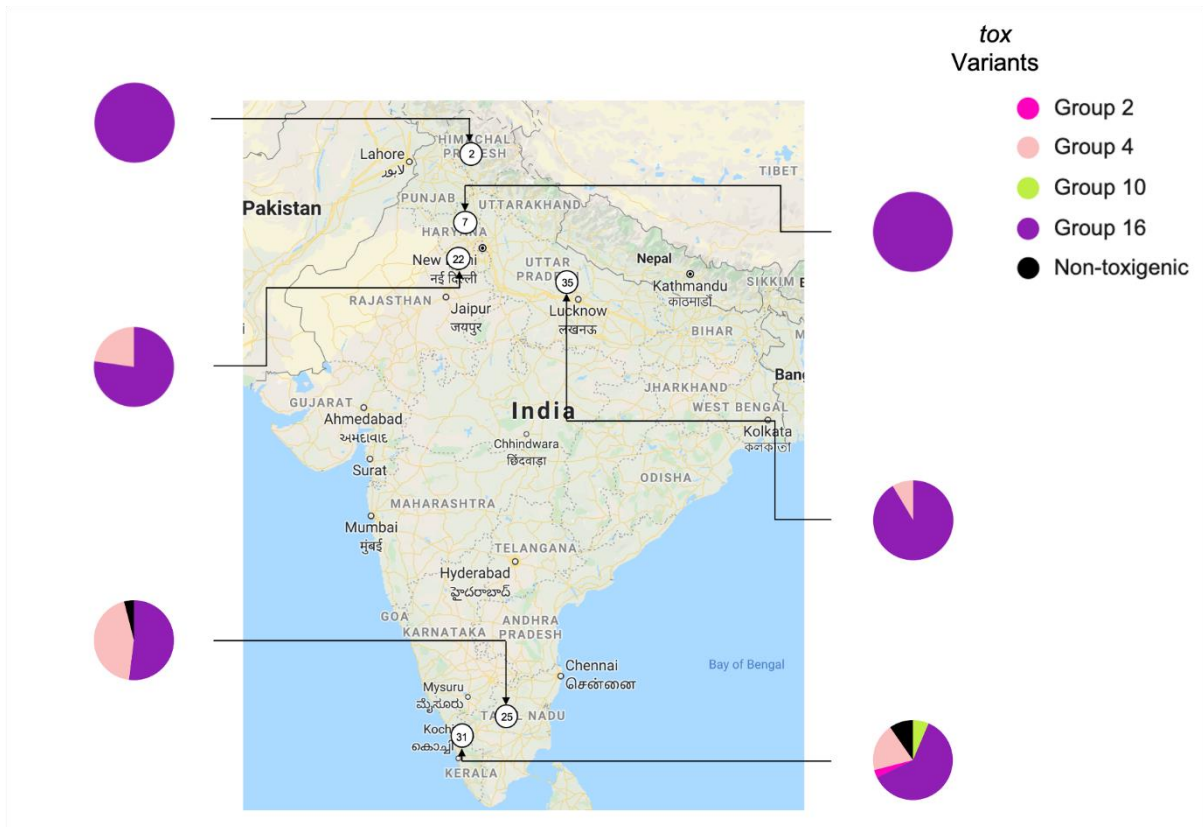 tox
Variants
Group 2
Group 4
Group 10
Group 16
Non-toxigenic
HIMACHAL
PRADESH
2
Lahore
لاہور
TIBET
PUNJAB
UTTARAKHAND
Pakistan
7
HARYANA
22
New Delhi
नई दिल्ली
UTTAR
PRADESH
35
Nepal
Kathmandu
काठमाडौं
SIKKIM
RAJASTHAN
Jaipur
जयपुर
Lucknow
लखनऊ
BIHAR
JHARKHAND
GUJARAT
Ahmedabad
અમદાવાદ
India
WEST BENGAL
Kolkata
কলকাতা
Chhindwara
छिंदवाड़ा
Surat
ODISHA
MAHARASHTRA
Mumbai
मुंबई
TELANGANA
Hyderabad
హైదరాబాద్
GOA
KARNATAKA
ANDHRA
PRADESH
Chennai
சென்னை
Bay of Bengal
Mysuru
ಮೈಸೂರು
25
TAMIL NADU
Kochi
കൊച്ചി
31
KERALA